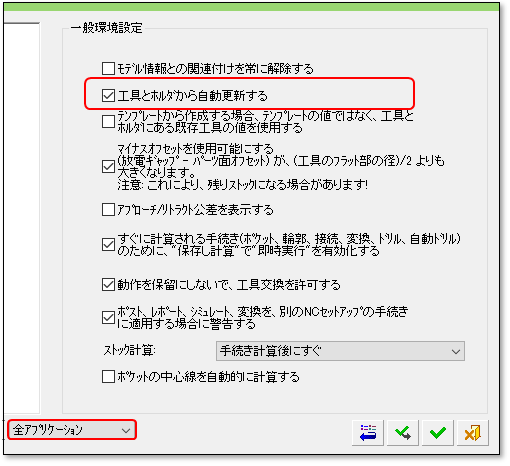 一般環境設定
ﾓﾃﾞﾙ情報との関連付けを常に解除する
工具とﾎﾙﾀﾞから自動更新する
ﾃﾝﾌﾟﾚｰﾄから作成する場合、ﾃﾝﾌﾟﾚｰﾄの値ではなく、工具と
ﾎﾙﾀﾞにある既存工具の値を使用する
ﾏｲﾅｽｵﾌｾｯﾄを使用可能にする
(放電ｷﾞｬｯﾌﾟ - ﾊﾟｰﾂ面ｵﾌｾｯﾄ) が、(工具のﾌﾗｯﾄ部の径)/2 よりも
大きくなります。
注意: これにより、残りｽﾄｯｸになる場合があります!
ｱﾌﾟﾛｰﾁ/ﾘﾄﾗｸﾄ公差を表示する
すぐに計算される手続き(ﾎﾟｹｯﾄ、輪郭、接続、変換、ﾄﾞﾘﾙ、自動ﾄﾞﾘﾙ)
のために、"保存し計算"で"即時実行"を有効化する
動作を保留にしないで、工具交換を許可する
ﾎﾟｽﾄ、ﾚﾎﾟｰﾄ、ｼﾐｭﾚｰﾄ、変換を、別のNCｾｯﾄｱｯﾌﾟの手続き
に適用する場合に警告する
ｽﾄｯｸ計算: 手続き計算後にすぐ
ﾎﾟｹｯﾄの中心線を自動的に計算する
全ｱﾌﾟﾘｹｰｼｮﾝ